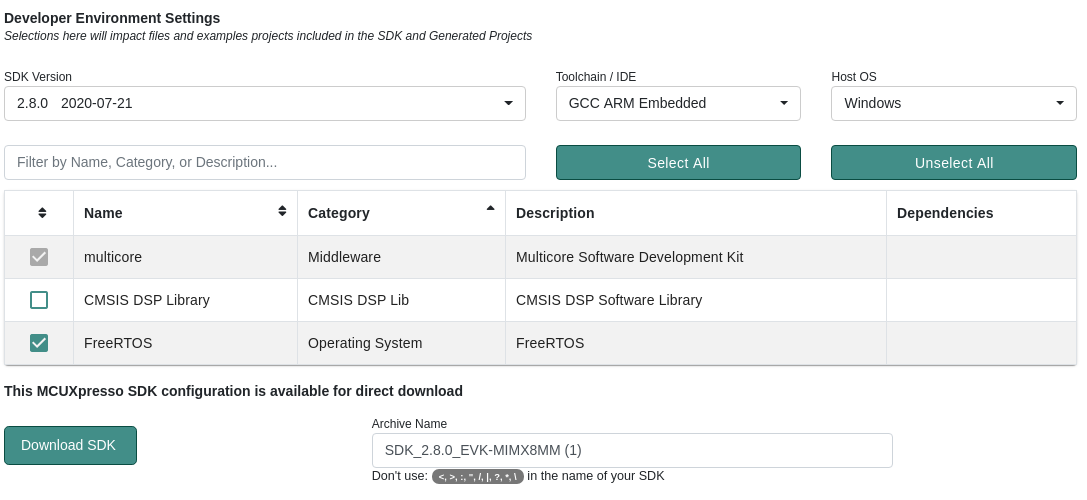 Developer Environment Settings
Selections here will impact files and examples projects included in the SDK and Generated Projects
SDK Version
Toolchain / IDE
Host OS
2.8.0 2020-07-21
GCC ARM Embedded
Windows
Filter by Name, Category, or Description...
Select All
Unselect All
Name Category Description Dependencies
multicore Middleware Multicore Software Development Kit
CMSIS DSP Library CMSIS DSP Lib CMSIS DSP Software Library
FreeRTOS Operating System FreeRTOS
This MCUXpresso SDK configuration is available for direct download
Archive Name
Download SDK
SDK_2.8.0_EVK-MIMX8MM (1)
Don't use: <, >, :, ", /, |, ?, *, \ in the name of your SDK